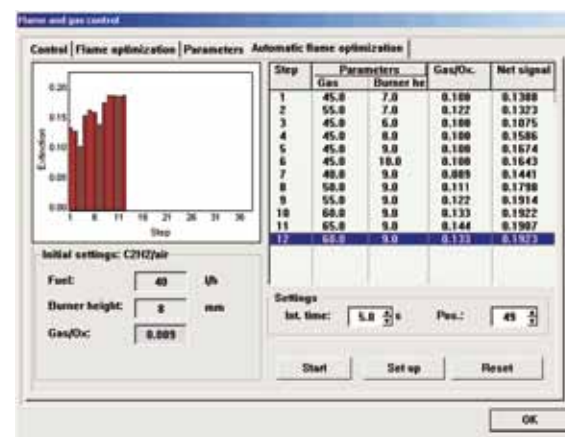 Flame and gas control
Control Flame optimization Parameters Automatic flame optimization
Extinction
0.20
0.15
0.10
0.05
0.00
1 6 11 16 21 26 31 36
Step
Step Parameters Gas/Ox. Net signal
Gas Burner he
1 45.0 7.0 0.100 0.1308
2 55.0 7.0 0.122 0.1323
3 45.0 6.0 0.100 0.1075
4 45.0 8.0 0.100 0.1586
5 45.0 9.0 0.100 0.1674
6 45.0 10.0 0.100 0.1643
7 40.0 9.0 0.089 0.1441
8 50.0 9.0 0.111 0.1798
9 55.0 9.0 0.122 0.1914
10 60.0 9.0 0.133 0.1922
11 65.0 9.0 0.144 0.1907
12 60.0 9.0 0.133 0.1923
Initial settings: C2H2/air
Fuel: 40 l/h
Burner height: 8 mm
Gas/Ox: 0.089
Settings
Int. time: 5.0 s Pos.: 49
Start Set up Reset
OK